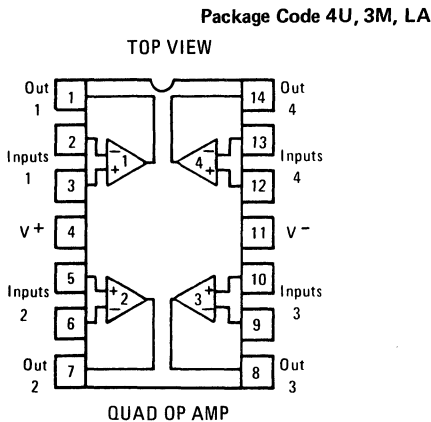 Package Code 4U, 3M, LA
TOP VIEW
Out 1
1
14
Out 4
2
13
Inputs 1
− +
1
4
− +
Inputs 4
3
12
V+
4
11
V−
5
10
Inputs 2
+ −
2
3
+ −
Inputs 3
6
9
Out 2
7
8
Out 3
QUAD OP AMP